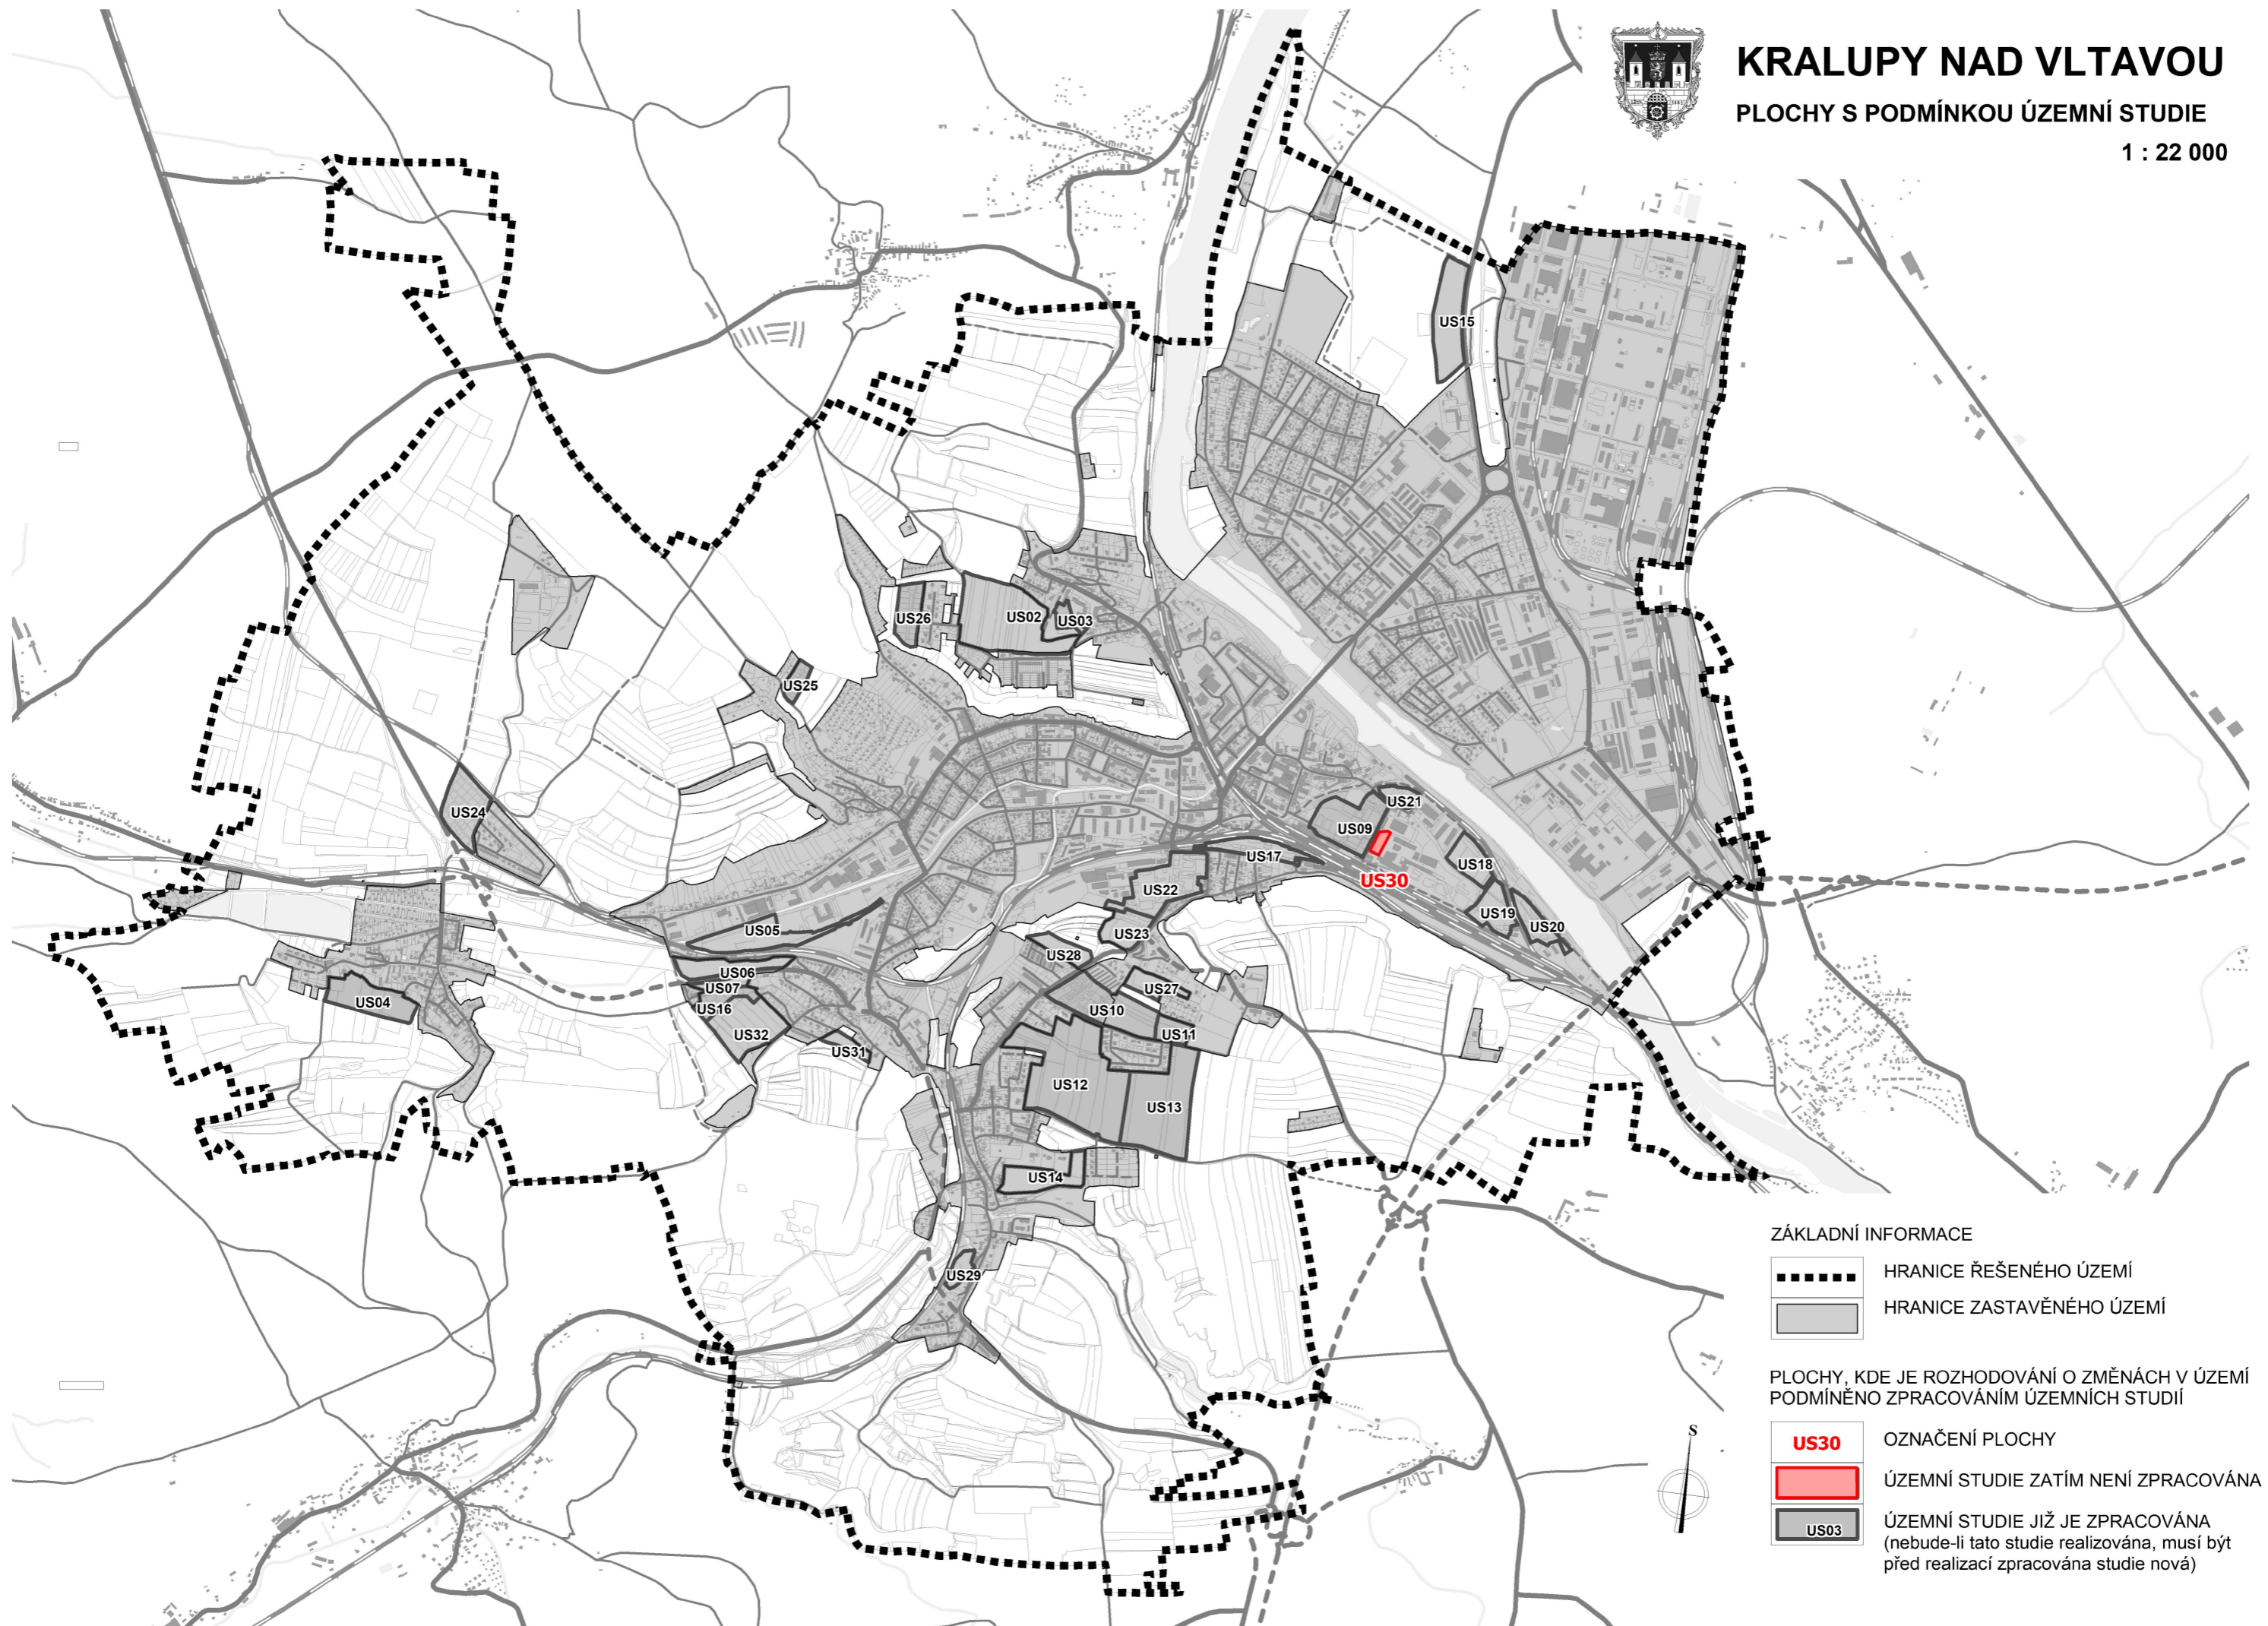 KRALUPY NAD VLTAVOU
PLOCHY S PODMÍNKOU ÚZEMNÍ STUDIE
1 : 22 000
US15
US26
US02
US03
US25
US24
US21
US09
US30
US17
US18
US22
US19
US20
US05
US23
US28
US06
US07
US27
US04
US16
US10
US32
US11
US31
US12
US13
US14
US29
ZÁKLADNÍ INFORMACE
HRANICE ŘEŠENÉHO ÚZEMÍ
HRANICE ZASTAVĚNÉHO ÚZEMÍ
PLOCHY, KDE JE ROZHODOVÁNÍ O ZMĚNÁCH V ÚZEMÍ
PODMÍNĚNO ZPRACOVÁNÍM ÚZEMNÍCH STUDIÍ
S
US30 OZNAČENÍ PLOCHY
ÚZEMNÍ STUDIE ZATÍM NENÍ ZPRACOVÁNA
US03 ÚZEMNÍ STUDIE JIŽ JE ZPRACOVÁNA
(nebude-li tato studie realizována, musí být
před realizací zpracována studie nová)